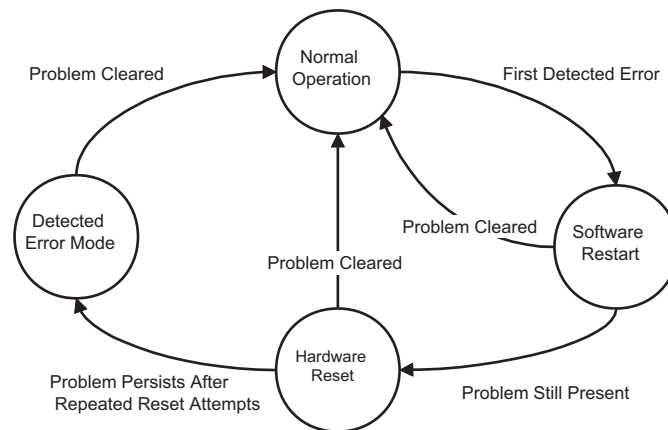 Normal
Operation
Problem Cleared
First Detected Error
Detected
Error Mode
Problem Cleared
Software
Restart
Problem Cleared
Hardware
Reset
Problem Persists After
Repeated Reset Attempts
Problem Still Present